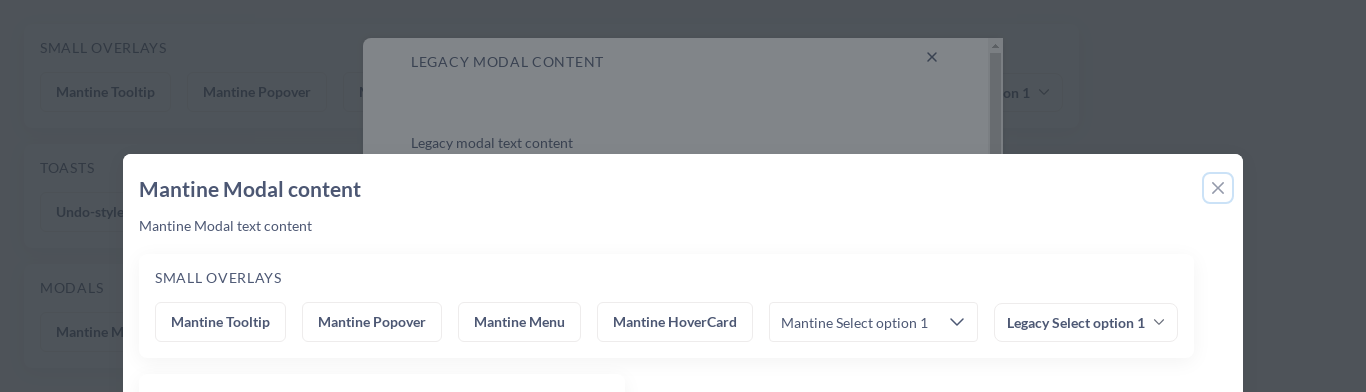 SMALL OVERLAYS
Mantine Tooltip Mantine Popover
on 1
LEGACY MODAL CONTENT
Legacy modal text content
TOASTS
Undo-style
MODALS
Mantine M
Mantine Modal content
Mantine Modal text content
SMALL OVERLAYS
Mantine Tooltip Mantine Popover Mantine Menu Mantine HoverCard Mantine Select option 1 Legacy Select option 1